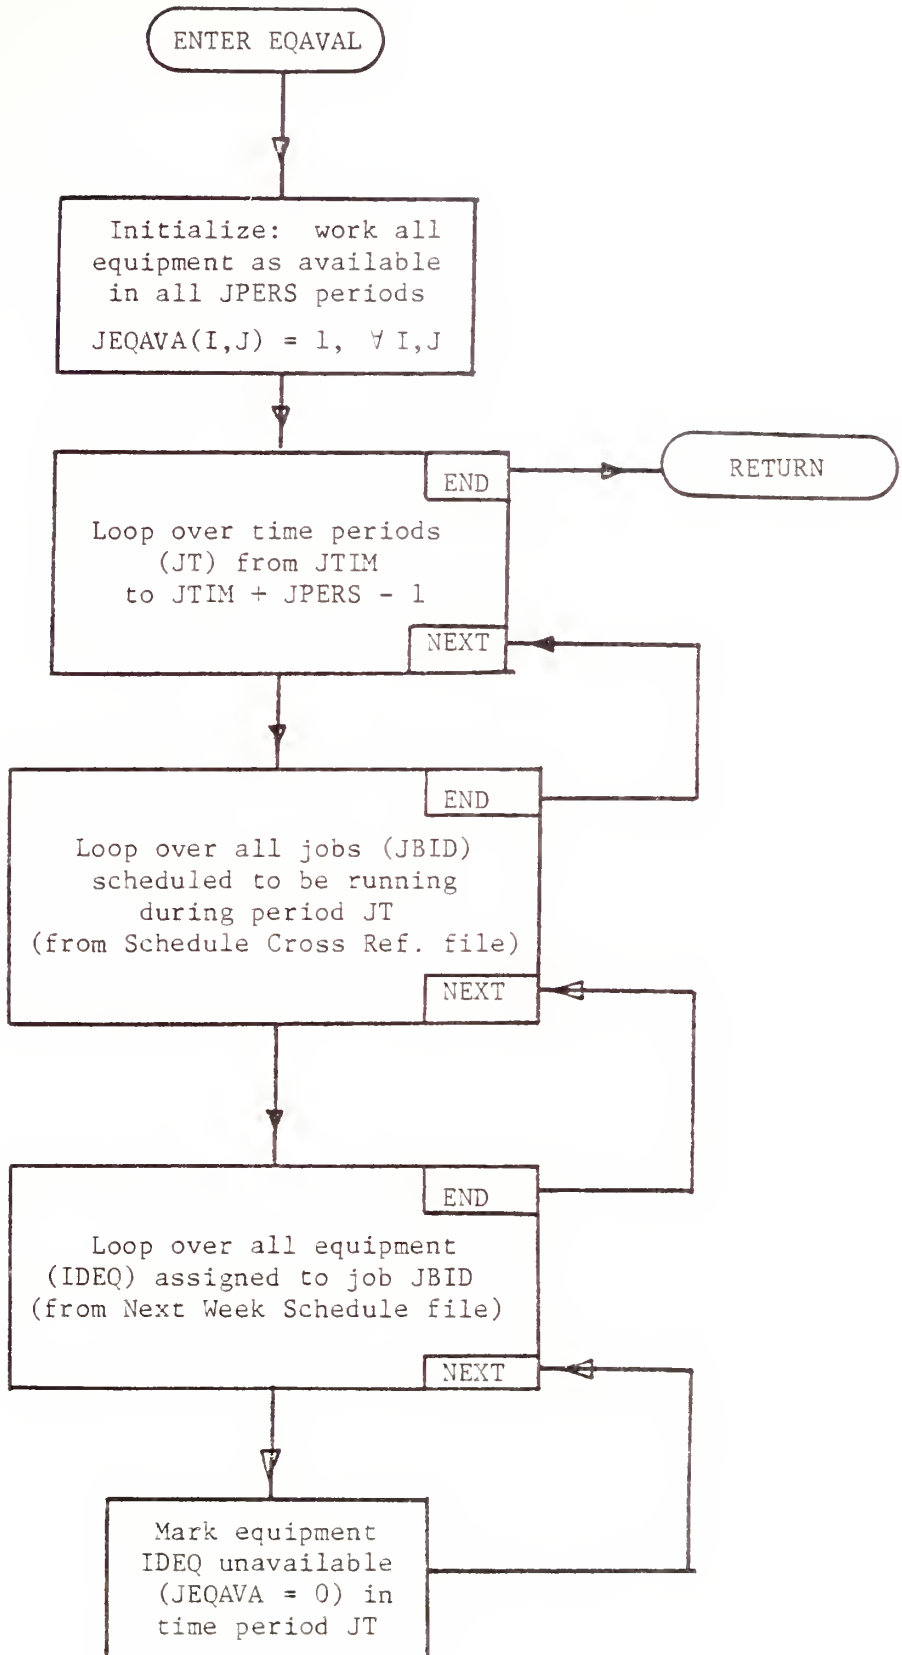 ENTER EQAVAL
Initialize: work all
equipment as available
in all JPERS periods
JEQAVA(I,J) = 1, ∀ I,J
END
RETURN
Loop over time periods
(JT) from JTIM
to JTIM + JPERS - 1
NEXT
END
Loop over all jobs (JBID)
scheduled to be running
during period JT
(from Schedule Cross Ref. file)
NEXT
END
Loop over all equipment
(IDEQ) assigned to job JBID
(from Next Week Schedule file)
NEXT
Mark equipment
IDEQ unavailable
(JEQAVA = 0) in
time period JT